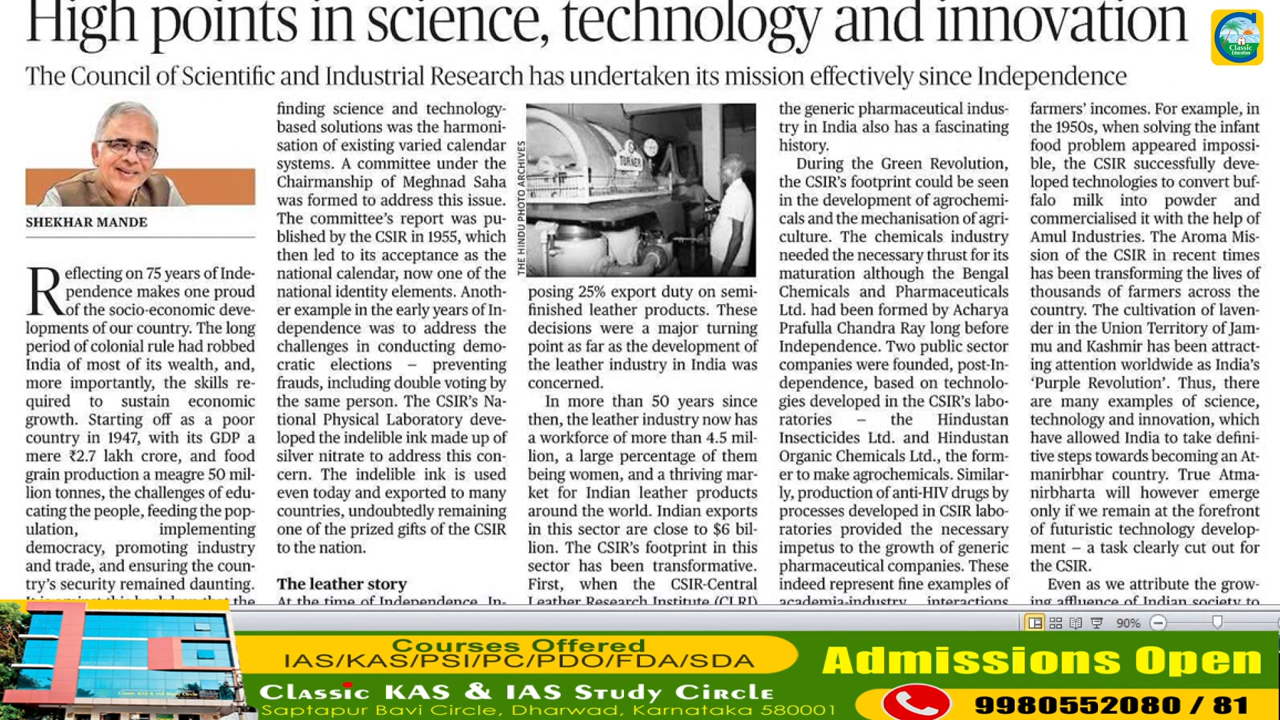 High points in science, technology and innovation
The Council of Scientific and Industrial Research has undertaken its mission effectively since Independence
Classic
Education
SHEKHAR MANDE
Reflecting on 75 years of Inde-
pendence makes one proud
of the socio-economic deve-
lopments of our country. The long
period of colonial rule had robbed
India of most of its wealth, and,
more importantly, the skills re-
quired to sustain economic
growth. Starting off as a poor
country in 1947, with its GDP a
mere ₹2.7 lakh crore, and food
grain production a meagre 50 mil-
lion tonnes, the challenges of edu-
cating the people, feeding the pop-
ulation, implementing
democracy, promoting industry
and trade, and ensuring the coun-
try's security remained daunting.
finding science and technology-
based solutions was the harmoni-
sation of existing varied calendar
systems. A committee under the
Chairmanship of Meghnad Saha
was formed to address this issue.
The committee's report was pu-
blished by the CSIR in 1955, which
then led to its acceptance as the
national calendar, now one of the
national identity elements. Anoth-
er example in the early years of In-
dependence was to address the
challenges in conducting demo-
cratic elections – preventing
frauds, including double voting by
the same person. The CSIR's Na-
tional Physical Laboratory deve-
loped the indelible ink made up of
silver nitrate to address this con-
cern. The indelible ink is used
even today and exported to many
countries, undoubtedly remaining
one of the prized gifts of the CSIR
to the nation.
The leather story
At the time of Independence, In-
THE HINDU PHOTO ARCHIVES
TURNER
posing 25% export duty on semi-
finished leather products. These
decisions were a major turning
point as far as the development of
the leather industry in India was
concerned.
In more than 50 years since
then, the leather industry now has
a workforce of more than 4.5 mil-
lion, a large percentage of them
being women, and a thriving mar-
ket for Indian leather products
around the world. Indian exports
in this sector are close to $6 bil-
lion. The CSIR's footprint in this
sector has been transformative.
First, when the CSIR-Central
Leather Research Institute (CLRI)
the generic pharmaceutical indus-
try in India also has a fascinating
history.
During the Green Revolution,
the CSIR's footprint could be seen
in the development of agrochemi-
cals and the mechanisation of agri-
culture. The chemicals industry
needed the necessary thrust for its
maturation although the Bengal
Chemicals and Pharmaceuticals
Ltd. had been formed by Acharya
Prafulla Chandra Ray long before
Independence. Two public sector
companies were founded, post-In-
dependence, based on technolo-
gies developed in the CSIR's labo-
ratories – the Hindustan
Insecticides Ltd. and Hindustan
Organic Chemicals Ltd., the form-
er to make agrochemicals. Similar-
ly, production of anti-HIV drugs by
processes developed in CSIR labo-
ratories provided the necessary
impetus to the growth of generic
pharmaceutical companies. These
indeed represent fine examples of
academia-industry interactions
farmers' incomes. For example, in
the 1950s, when solving the infant
food problem appeared impossi-
ble, the CSIR successfully deve-
loped technologies to convert buf-
falo milk into powder and
commercialised it with the help of
Amul Industries. The Aroma Mis-
sion of the CSIR in recent times
has been transforming the lives of
thousands of farmers across the
country. The cultivation of laven-
der in the Union Territory of Jam-
mu and Kashmir has been attract-
ing attention worldwide as India's
'Purple Revolution'. Thus, there
are many examples of science,
technology and innovation, which
have allowed India to take defini-
tive steps towards becoming an At-
manirbhar country. True Atma-
nirbharta will however emerge
only if we remain at the forefront
of futuristic technology develop-
ment – a task clearly cut out for
the CSIR.
Even as we attribute the grow-
ing affluence of Indian society to
90%
Courses Offered
IAS/KAS/PSI/PC/PDO/FDA/SDA
Classic KAS & IAS Study Circle
Saptapur Bavi Circle, Dharwad, Karnataka 580001
Admissions Open
9980552080 / 81